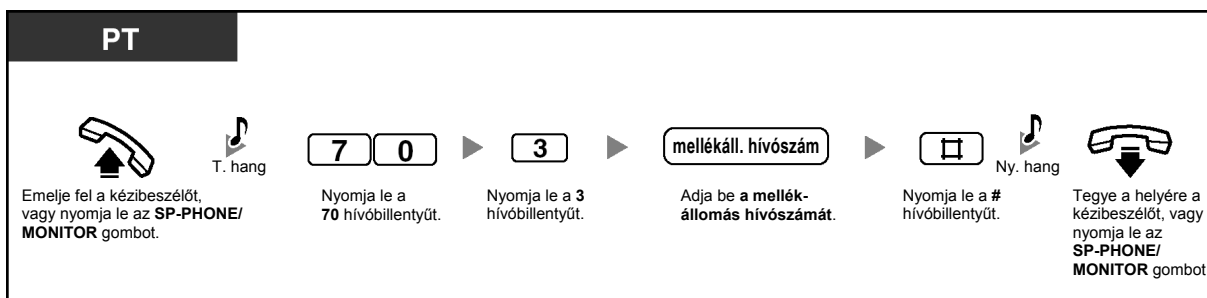 PT
T. hang
7 0
3
mellékáll. hívószám
#
Ny. hang
Emelje fel a kézibeszélőt,
vagy nyomja le az SP-PHONE/
MONITOR gombot.
Nyomja le a
70 hívóbillentyűt.
Nyomja le a 3
hívóbillentyűt.
Adja be a mellék-
állomás hívószámát.
Nyomja le a #
hívóbillentyűt.
Tegye a helyére a
kézibeszélőt, vagy
nyomja le az
SP-PHONE/
MONITOR gombot